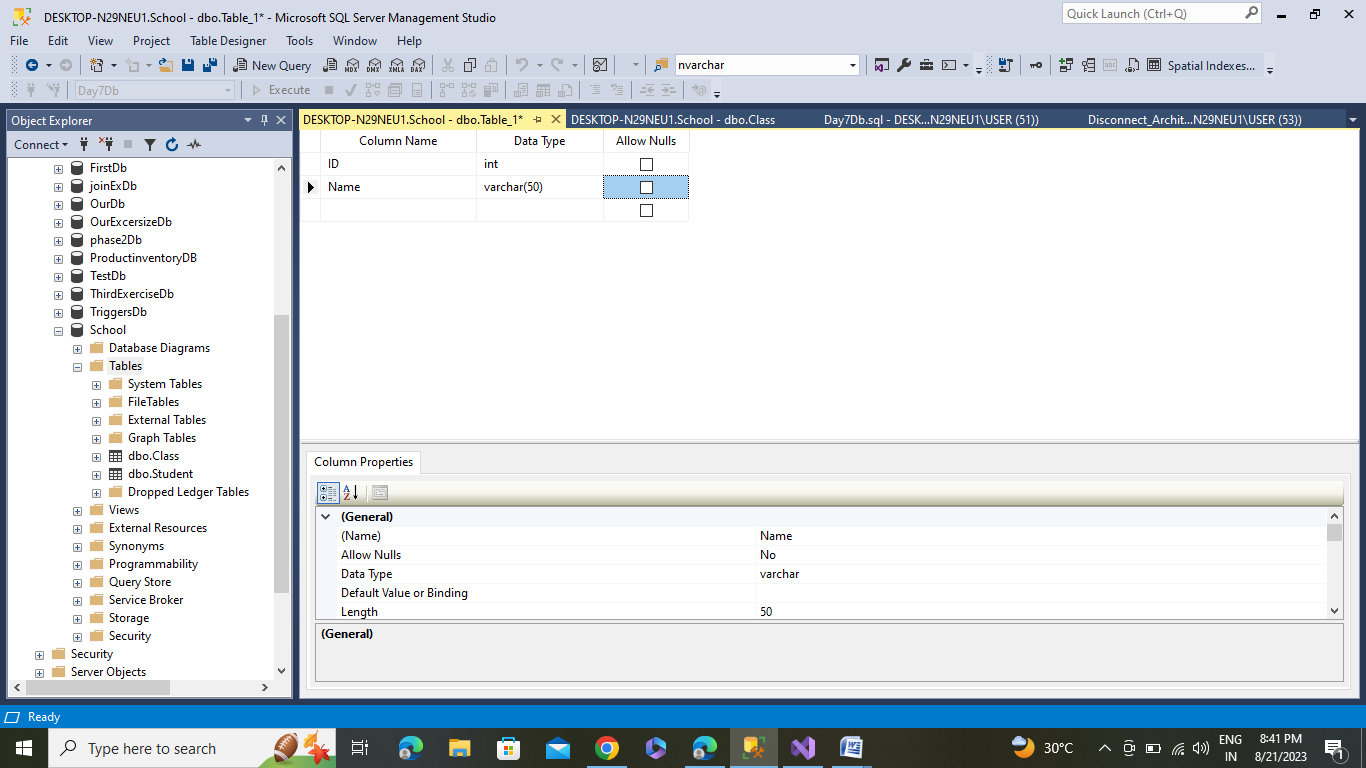 DESKTOP-N29NEU1.School - dbo.Table_1* - Microsoft SQL Server Management Studio
Quick Launch (Ctrl+Q)
File Edit View Project Table Designer Tools Window Help
New Query MDX DMX XMLA DAX nvarchar Spatial Indexes...
Day7Db Execute
Object Explorer
DESKTOP-N29NEU1.School - dbo.Table_1* DESKTOP-N29NEU1.School - dbo.Class Day7Db.sql - DESK...N29NEU1\USER (51)) Disconnect_Archit...N29NEU1\USER (53))
Connect
FirstDb
joinExDb
OurDb
OurExcersizeDb
phase2Db
ProductinventoryDB
TestDb
ThirdExerciseDb
TriggersDb
School
Database Diagrams
Tables
System Tables
FileTables
External Tables
Graph Tables
dbo.Class
dbo.Student
Dropped Ledger Tables
Views
External Resources
Synonyms
Programmability
Query Store
Service Broker
Storage
Security
Security
Server Objects
Column Name Data Type Allow Nulls
ID int
Name varchar(50)
Column Properties
A Z
(General)
(Name) Name
Allow Nulls No
Data Type varchar
Default Value or Binding
Length 50
(General)
Ready
Type here to search
30°C
ENG
IN
8:41 PM
8/21/2023
1